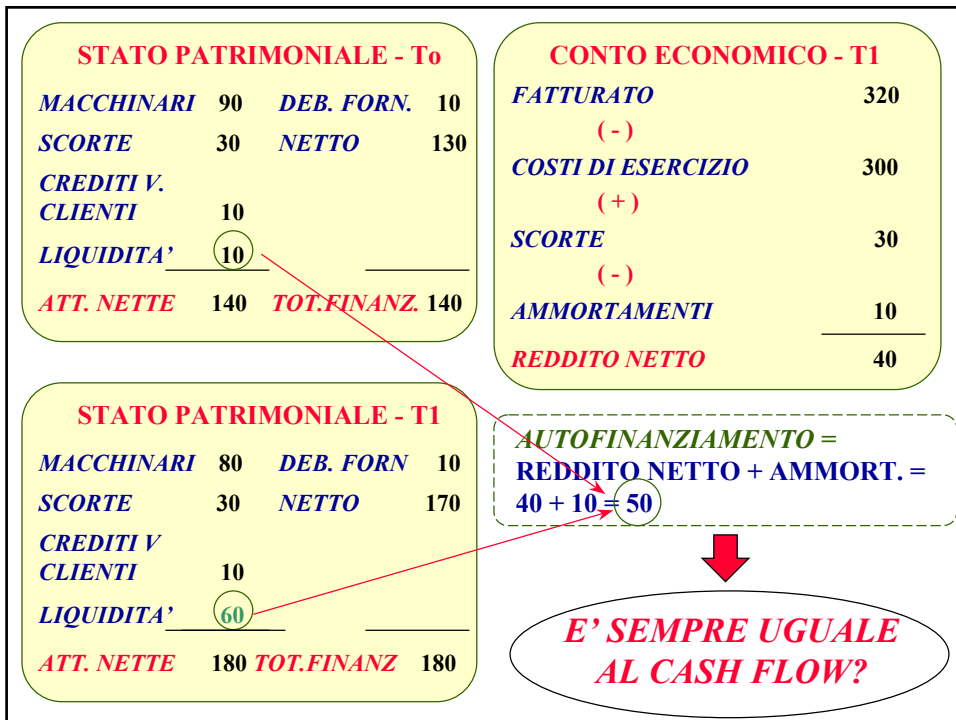 STATO PATRIMONIALE - To
MACCHINARI 90 DEB. FORN. 10
SCORTE 30 NETTO 130
CREDITI V.
CLIENTI 10
LIQUIDITA’ 10
ATT. NETTE 140 TOT.FINANZ. 140
CONTO ECONOMICO - T1
FATTURATO 320
( - )
COSTI DI ESERCIZIO 300
( + )
SCORTE 30
( - )
AMMORTAMENTI 10
REDDITO NETTO 40
STATO PATRIMONIALE - T1
MACCHINARI 80 DEB. FORN 10
SCORTE 30 NETTO 170
CREDITI V
CLIENTI 10
LIQUIDITA’ 60
ATT. NETTE 180 TOT.FINANZ 180
AUTOFINANZIAMENTO =
REDDITO NETTO + AMMORT. =
40 + 10 = 50
E’ SEMPRE UGUALE
AL CASH FLOW?